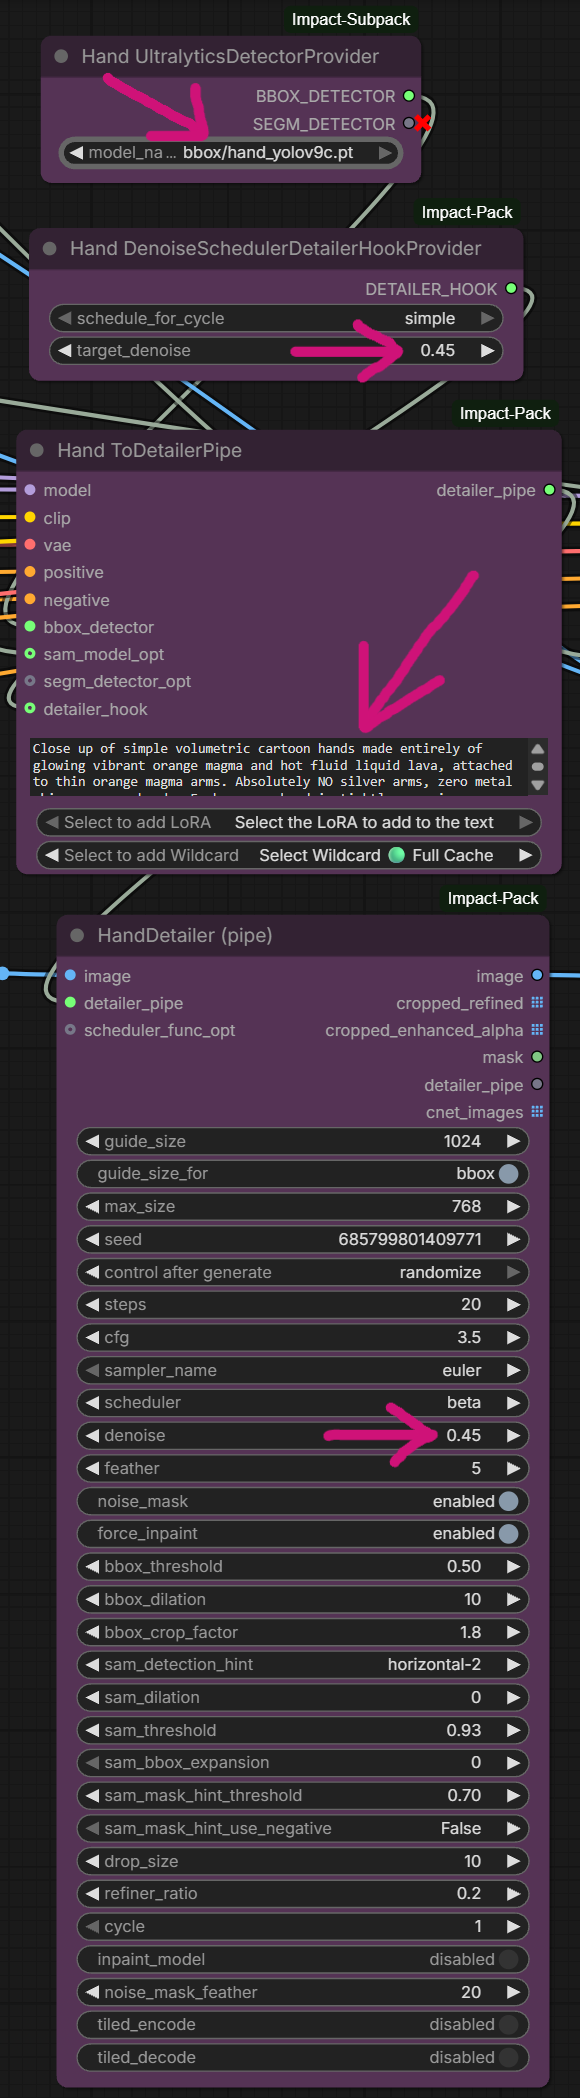 Impact-Subpack
Hand UltralyticsDetectorProvider
BBOX_DETECTOR
SEGM_DETECTOR
model_na... bbox/hand_yolov9c.pt
Impact-Pack
Hand DenoiseSchedulerDetailerHookProvider
DETAILER_HOOK
schedule_for_cycle simple
target_denoise 0.45
Impact-Pack
Hand ToDetailerPipe
model detailer_pipe
clip
vae
positive
negative
bbox_detector
sam_model_opt
segm_detector_opt
detailer_hook
Close up of simple volumetric cartoon hands made entirely of
glowing vibrant orange magma and hot fluid liquid lava, attached
to thin orange magma arms. Absolutely NO silver arms, zero metal
Select to add LoRA Select the LoRA to add to the text
Select to add Wildcard Select Wildcard 🟢 Full Cache
Impact-Pack
HandDetailer (pipe)
image image
detailer_pipe cropped_refined
scheduler_func_opt cropped_enhanced_alpha
mask
detailer_pipe
cnet_images
guide_size 1024
guide_size_for bbox
max_size 768
seed 685799801409771
control after generate randomize
steps 20
cfg 3.5
sampler_name euler
scheduler beta
denoise 0.45
feather 5
noise_mask enabled
force_inpaint enabled
bbox_threshold 0.50
bbox_dilation 10
bbox_crop_factor 1.8
sam_detection_hint horizontal-2
sam_dilation 0
sam_threshold 0.93
sam_bbox_expansion 0
sam_mask_hint_threshold 0.70
sam_mask_hint_use_negative False
drop_size 10
refiner_ratio 0.2
cycle 1
inpaint_model disabled
noise_mask_feather 20
tiled_encode disabled
tiled_decode disabled